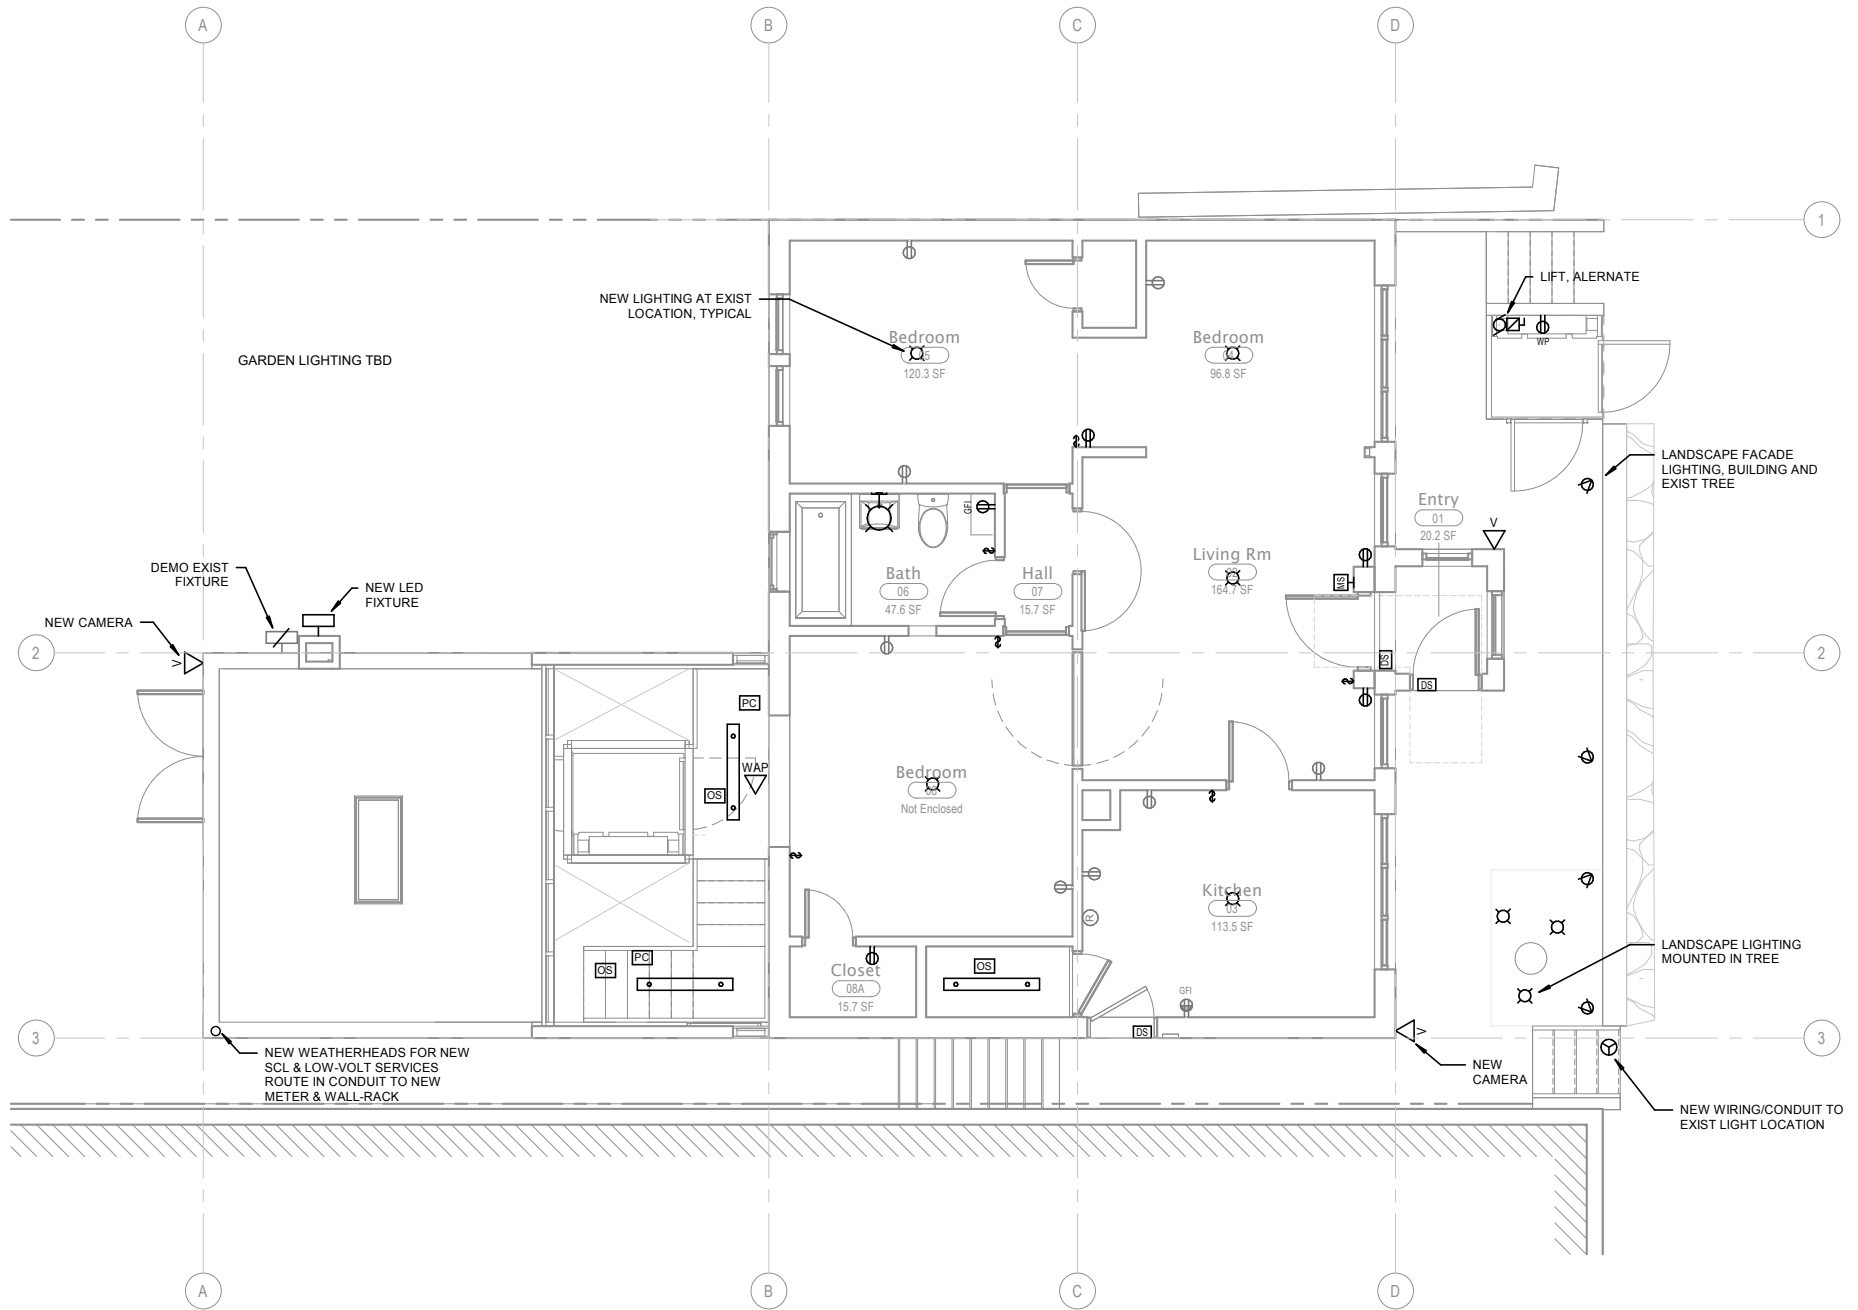 A
B
C
D
1
LIFT, ALERNATE
NEW LIGHTING AT EXIST
LOCATION, TYPICAL
Bedroom
05
120.3 SF
Bedroom
96.8 SF
WP
GARDEN LIGHTING TBD
LANDSCAPE FACADE
LIGHTING, BUILDING AND
EXIST TREE
Entry
01
20.2 SF
V
GFI
Living Rm
164.7 SF
MS
Bath
06
47.6 SF
Hall
07
15.7 SF
DEMO EXIST
FIXTURE
NEW LED
FIXTURE
NEW CAMERA
V
2
2
DS
DS
PC
WAP
OS
Bedroom
Not Enclosed
Kitchen
03
113.5 SF
R
OS
PC
OS
Closet
08A
15.7 SF
GFI
DS
LANDSCAPE LIGHTING
MOUNTED IN TREE
3
3
V
NEW WEATHERHEADS FOR NEW
SCL & LOW-VOLT SERVICES
ROUTE IN CONDUIT TO NEW
METER & WALL-RACK
NEW
CAMERA
NEW WIRING/CONDUIT TO
EXIST LIGHT LOCATION
A
B
C
D